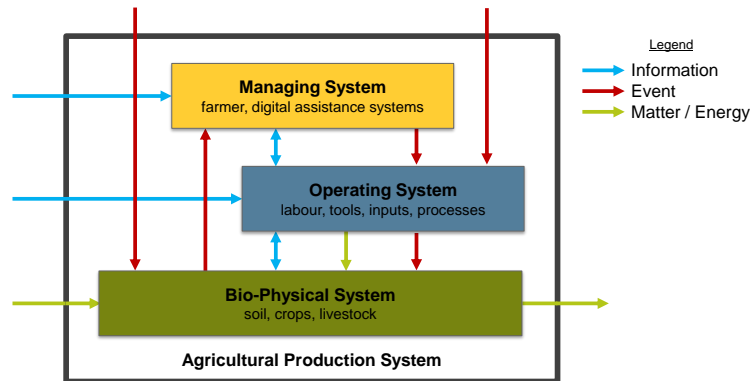 Legend
Information
Event
Matter / Energy
Managing System
farmer, digital assistance systems
Operating System
labour, tools, inputs, processes
Bio-Physical System
soil, crops, livestock
Agricultural Production System